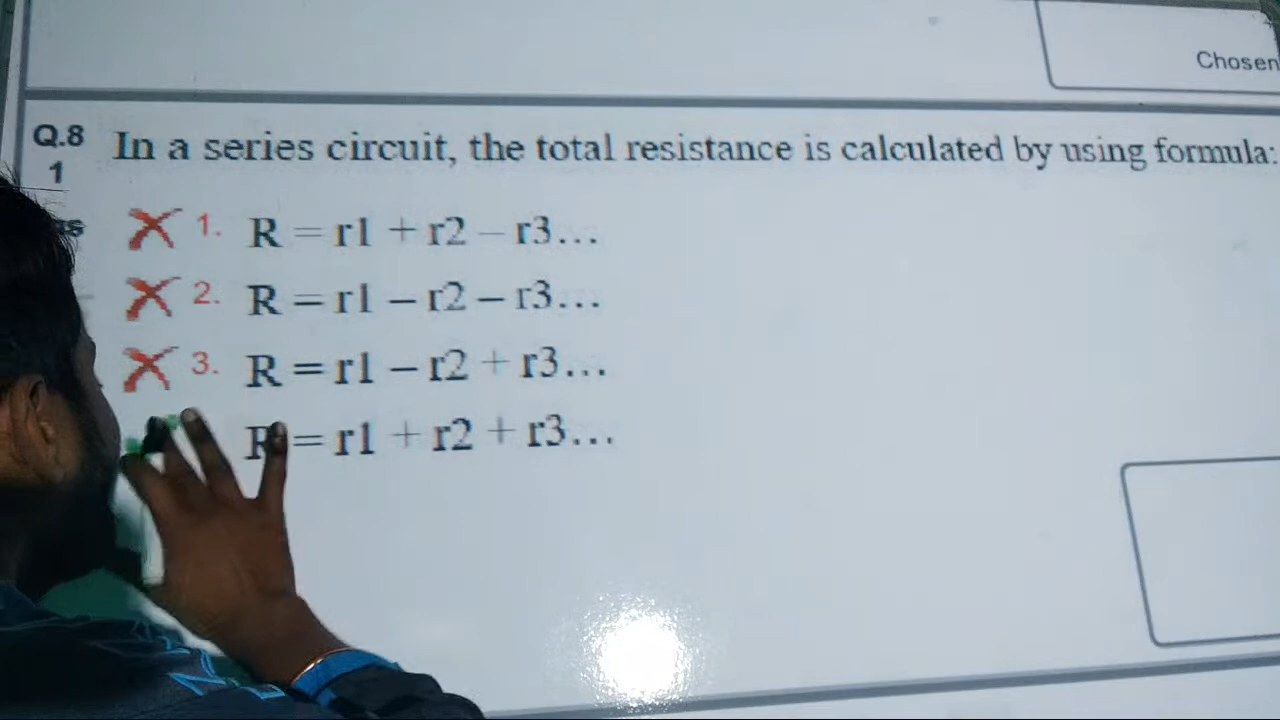 Chosen
Q.8 In a series circuit, the total resistance is calculated by using formula:
1
1. R = r1 + r2 – r3...
2. R = r1 – r2 – r3...
3. R = r1 – r2 + r3...
R = r1 + r2 + r3...